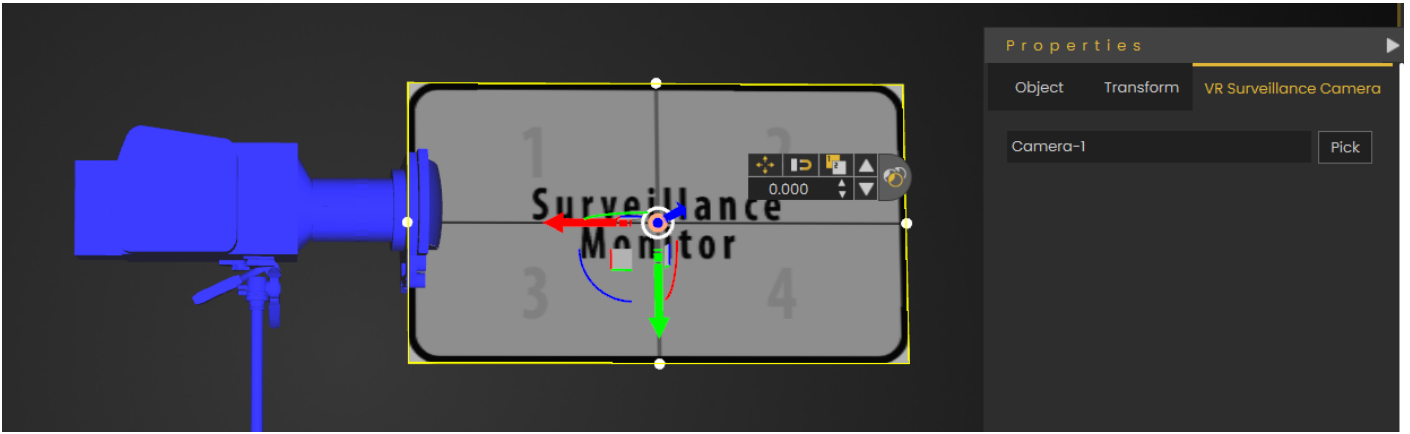 Properties
Object Transform VR Surveillance Camera
Camera-1 Pick
1 2
0.000
Surveillance
Monitor
3 4